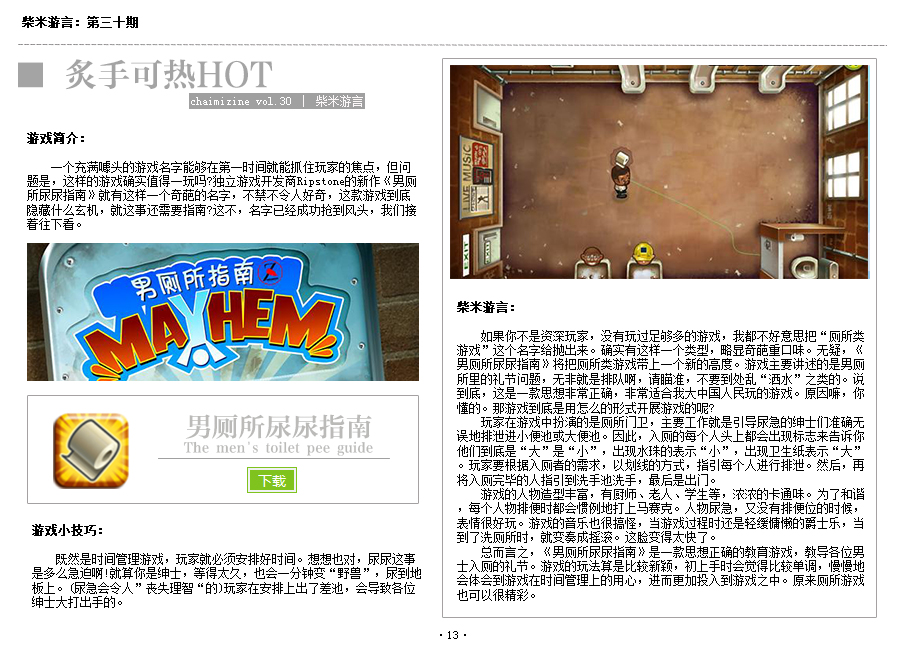 柴米游言：第三十期
炙手可热HOT
chaimizine vol.30 | 柴米游言
游戏简介：
一个充满噱头的游戏名字能够在第一时间就能抓住玩家的焦点，但问
题是，这样的游戏确实值得一玩吗?独立游戏开发商Ripstone的新作《男厕
所尿尿指南》就有这样一个奇葩的名字，不禁不令人好奇，这款游戏到底
隐藏什么玄机，就这事还需要指南?这不，名字已经成功抢到风头，我们接
着往下看。
男厕所指南
MAYHEM
男厕所尿尿指南
The men's toilet pee guide
下载
游戏小技巧：
既然是时间管理游戏，玩家就必须安排好时间。想想也对，尿尿这事
是多么急迫啊!就算你是绅士，等得太久，也会一分钟变“野兽”，尿到地
板上。(尿急会令人”丧失理智“的)玩家在安排上出了差池，会导致各位
绅士大打出手的。
LIVE MUSIC
EXIT
柴米游言：
如果你不是资深玩家，没有玩过足够多的游戏，我都不好意思把“厕所类
游戏”这个名字给抛出来。确实有这样一个类型，略显奇葩重口味。无疑，《
男厕所尿尿指南》将把厕所类游戏带上一个新的高度。游戏主要讲述的是男厕
所里的礼节问题，无非就是排队啊，请瞄准，不要到处乱“洒水”之类的。说
到底，这是一款思想非常正确，非常适合我大中国人民玩的游戏。原因嘛，你
懂的。那游戏到底是用怎么的形式开展游戏的呢?
玩家在游戏中扮演的是厕所门卫，主要工作就是引导尿急的绅士们准确无
误地排泄进小便池或大便池。因此，入厕的每个人头上都会出现标志来告诉你
他们到底是“大”是“小”，出现水珠的表示“小”，出现卫生纸表示“大”
。玩家要根据入厕者的需求，以划线的方式，指引每个人进行排泄。然后，再
将入厕完毕的人指引到洗手池洗手，最后是出门。
游戏的人物造型丰富，有厨师、老人、学生等，浓浓的卡通味。为了和谐
，每个人物排便时都会惯例地打上马赛克。人物尿急，又没有排便位的时候，
表情很好玩。游戏的音乐也很搞怪，当游戏过程时还是轻缓慵懒的爵士乐，当
到了洗厕所时，就变奏成摇滚。这脸变得太快了。
总而言之，《男厕所尿尿指南》是一款思想正确的教育游戏，教导各位男
士入厕的礼节。游戏的玩法算是比较新颖，初上手时会觉得比较单调，慢慢地
会体会到游戏在时间管理上的用心，进而更加投入到游戏之中。原来厕所游戏
也可以很精彩。
·13·